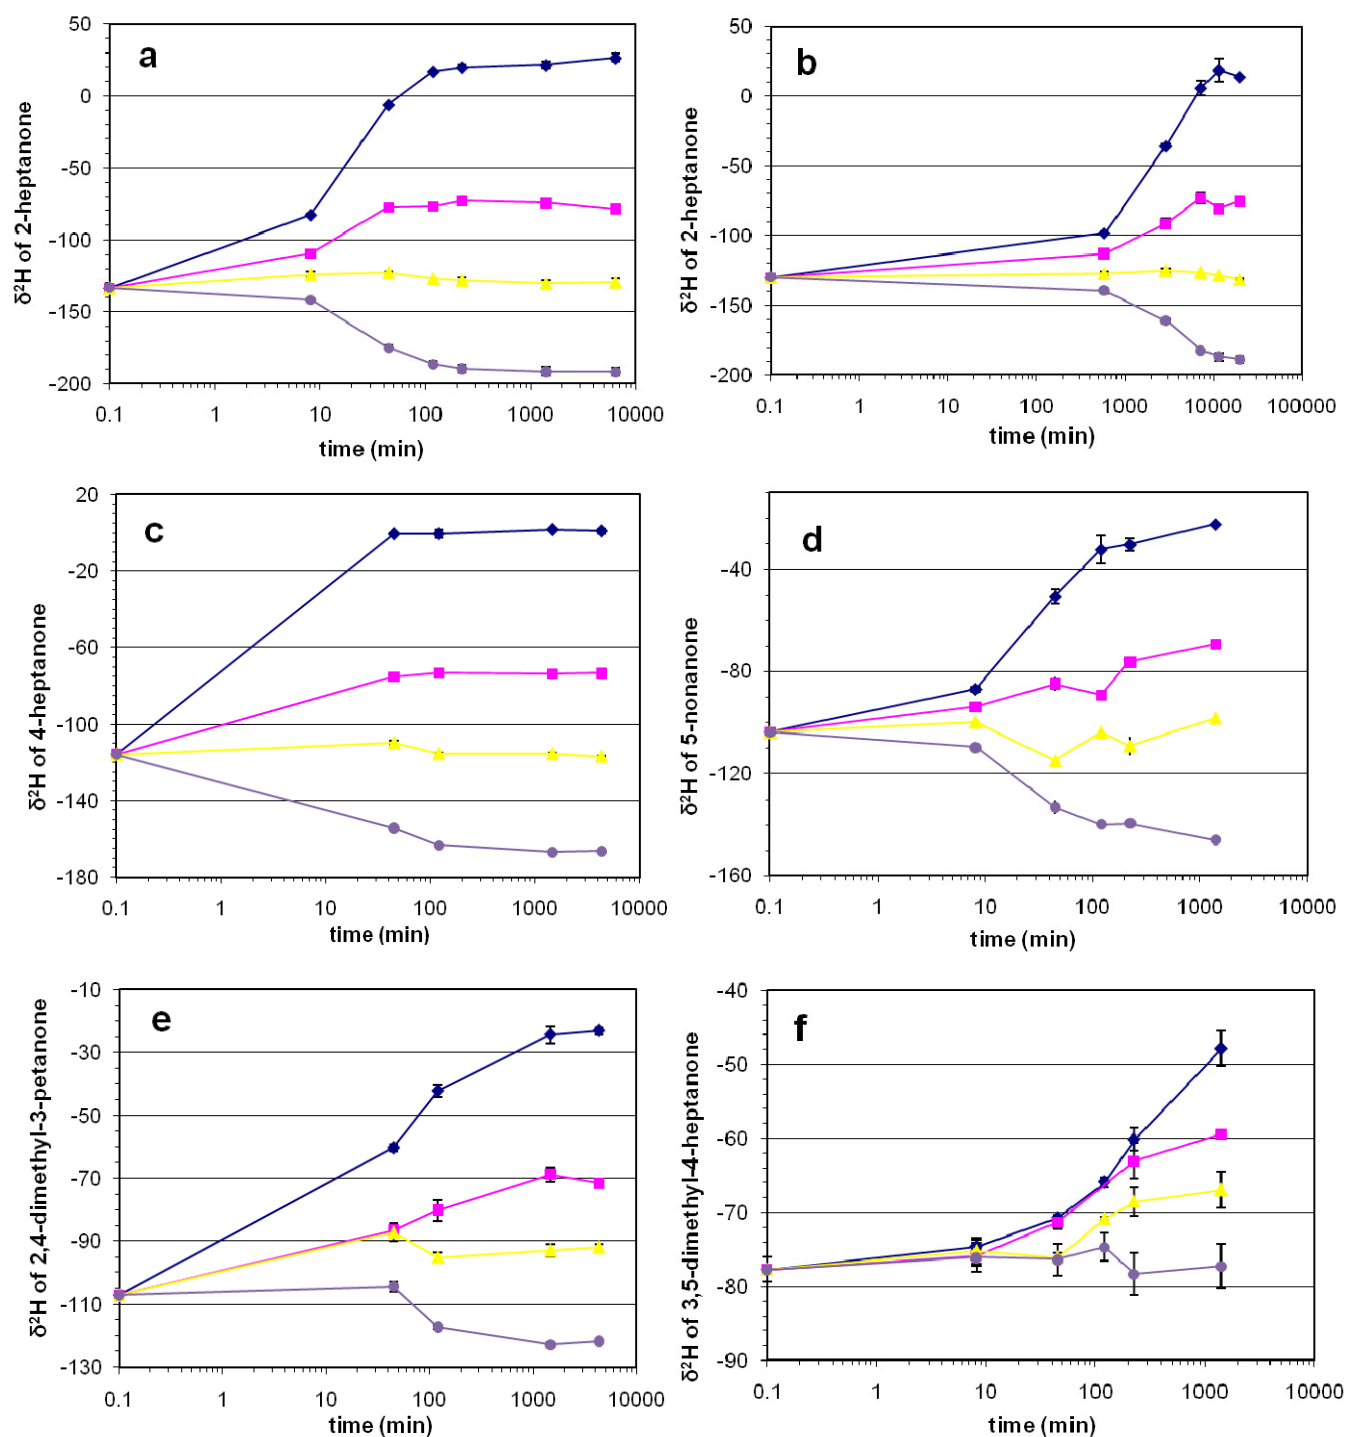 a
δ²H of 2-heptanone
50
0
-50
-100
-150
-200
0.1 1 10 100 1000 10000
time (min)
b
δ²H of 2-heptanone
50
0
-50
-100
-150
-200
0.1 1 10 100 1000 10000 100000
time (min)
c
δ²H of 4-heptanone
20
-20
-60
-100
-140
-180
0.1 1 10 100 1000 10000
time (min)
d
δ²H of 5-nonanone
-40
-80
-120
-160
0.1 1 10 100 1000 10000
time (min)
e
δ²H of 2,4-dimethyl-3-petanone
-10
-30
-50
-70
-90
-110
-130
0.1 1 10 100 1000 10000
time (min)
f
δ²H of 3,5-dimethyl-4-heptanone
-40
-50
-60
-70
-80
-90
0.1 1 10 100 1000 10000
time (min)